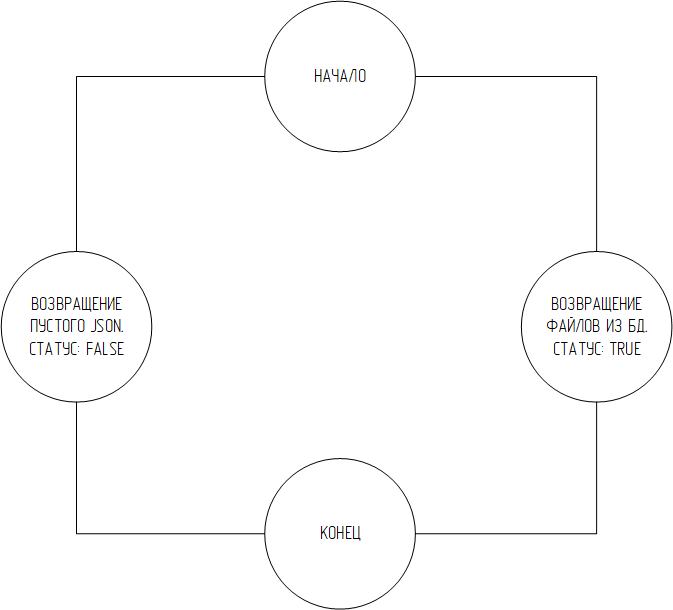 НАЧАЛО
ВОЗВРАЩЕНИЕ
ПУСТОГО JSON.
СТАТУС: FALSE
ВОЗВРАЩЕНИЕ
ФАЙЛОВ ИЗ БД.
СТАТУС: TRUE
КОНЕЦ